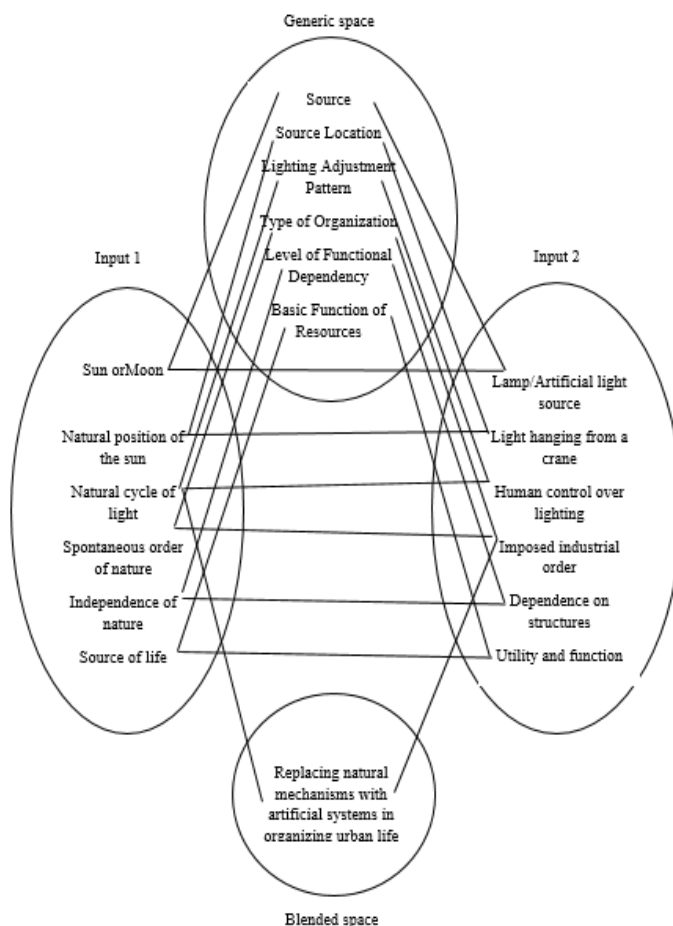 Generic space
Source
Source Location
Lighting Adjustment
Pattern
Type of Organization
Level of Functional
Dependency
Basic Function of
Resources
Input 1
Sun orMoon
Natural position of
the sun
Natural cycle of
light
Spontaneous order
of nature
Independence of
nature
Source of life
Input 2
Lamp/Artificial light
source
Light hanging from a
crane
Human control over
lighting
Imposed industrial
order
Dependence on
structures
Utility and function
Replacing natural
mechanisms with
artificial systems in
organizing urban life
Blended space